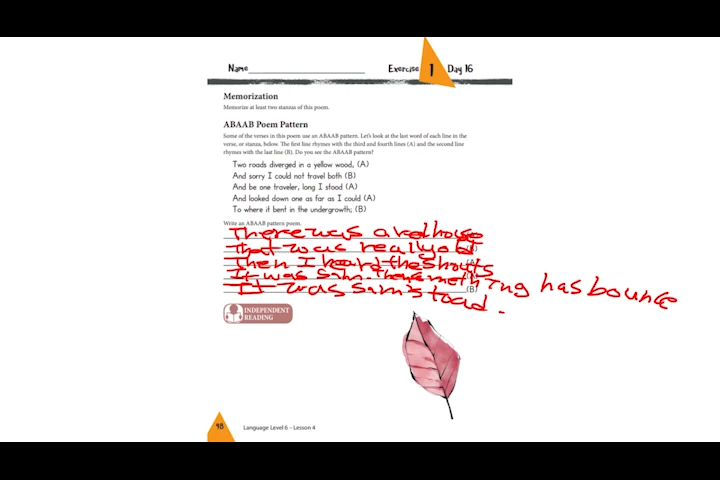 Name
Exercise 1 Day 16
Memorization
Memorize at least two stanzas of this poem.
ABAAB Poem Pattern
Some of the verses in this poem use an ABAAB pattern. Let's look at the last word of each line in the
verse, or stanza, below. The first line rhymes with the third and fourth lines (A) and the second line
rhymes with the last line (B). Do you see the ABAAB pattern?
Two roads diverged in a yellow wood, (A)
And sorry I could not travel both (B)
And be one traveler, long I stood (A)
And looked down one as far as I could (A)
To where it bent in the undergrowth; (B)
Write an ABAAB pattern poem.
There was a red house
That was really old
Then I heard the shouts
It was something has bounce (A)
It was Sam's toad. (B)
INDEPENDENT
READING
98 Language Level 6 – Lesson 4